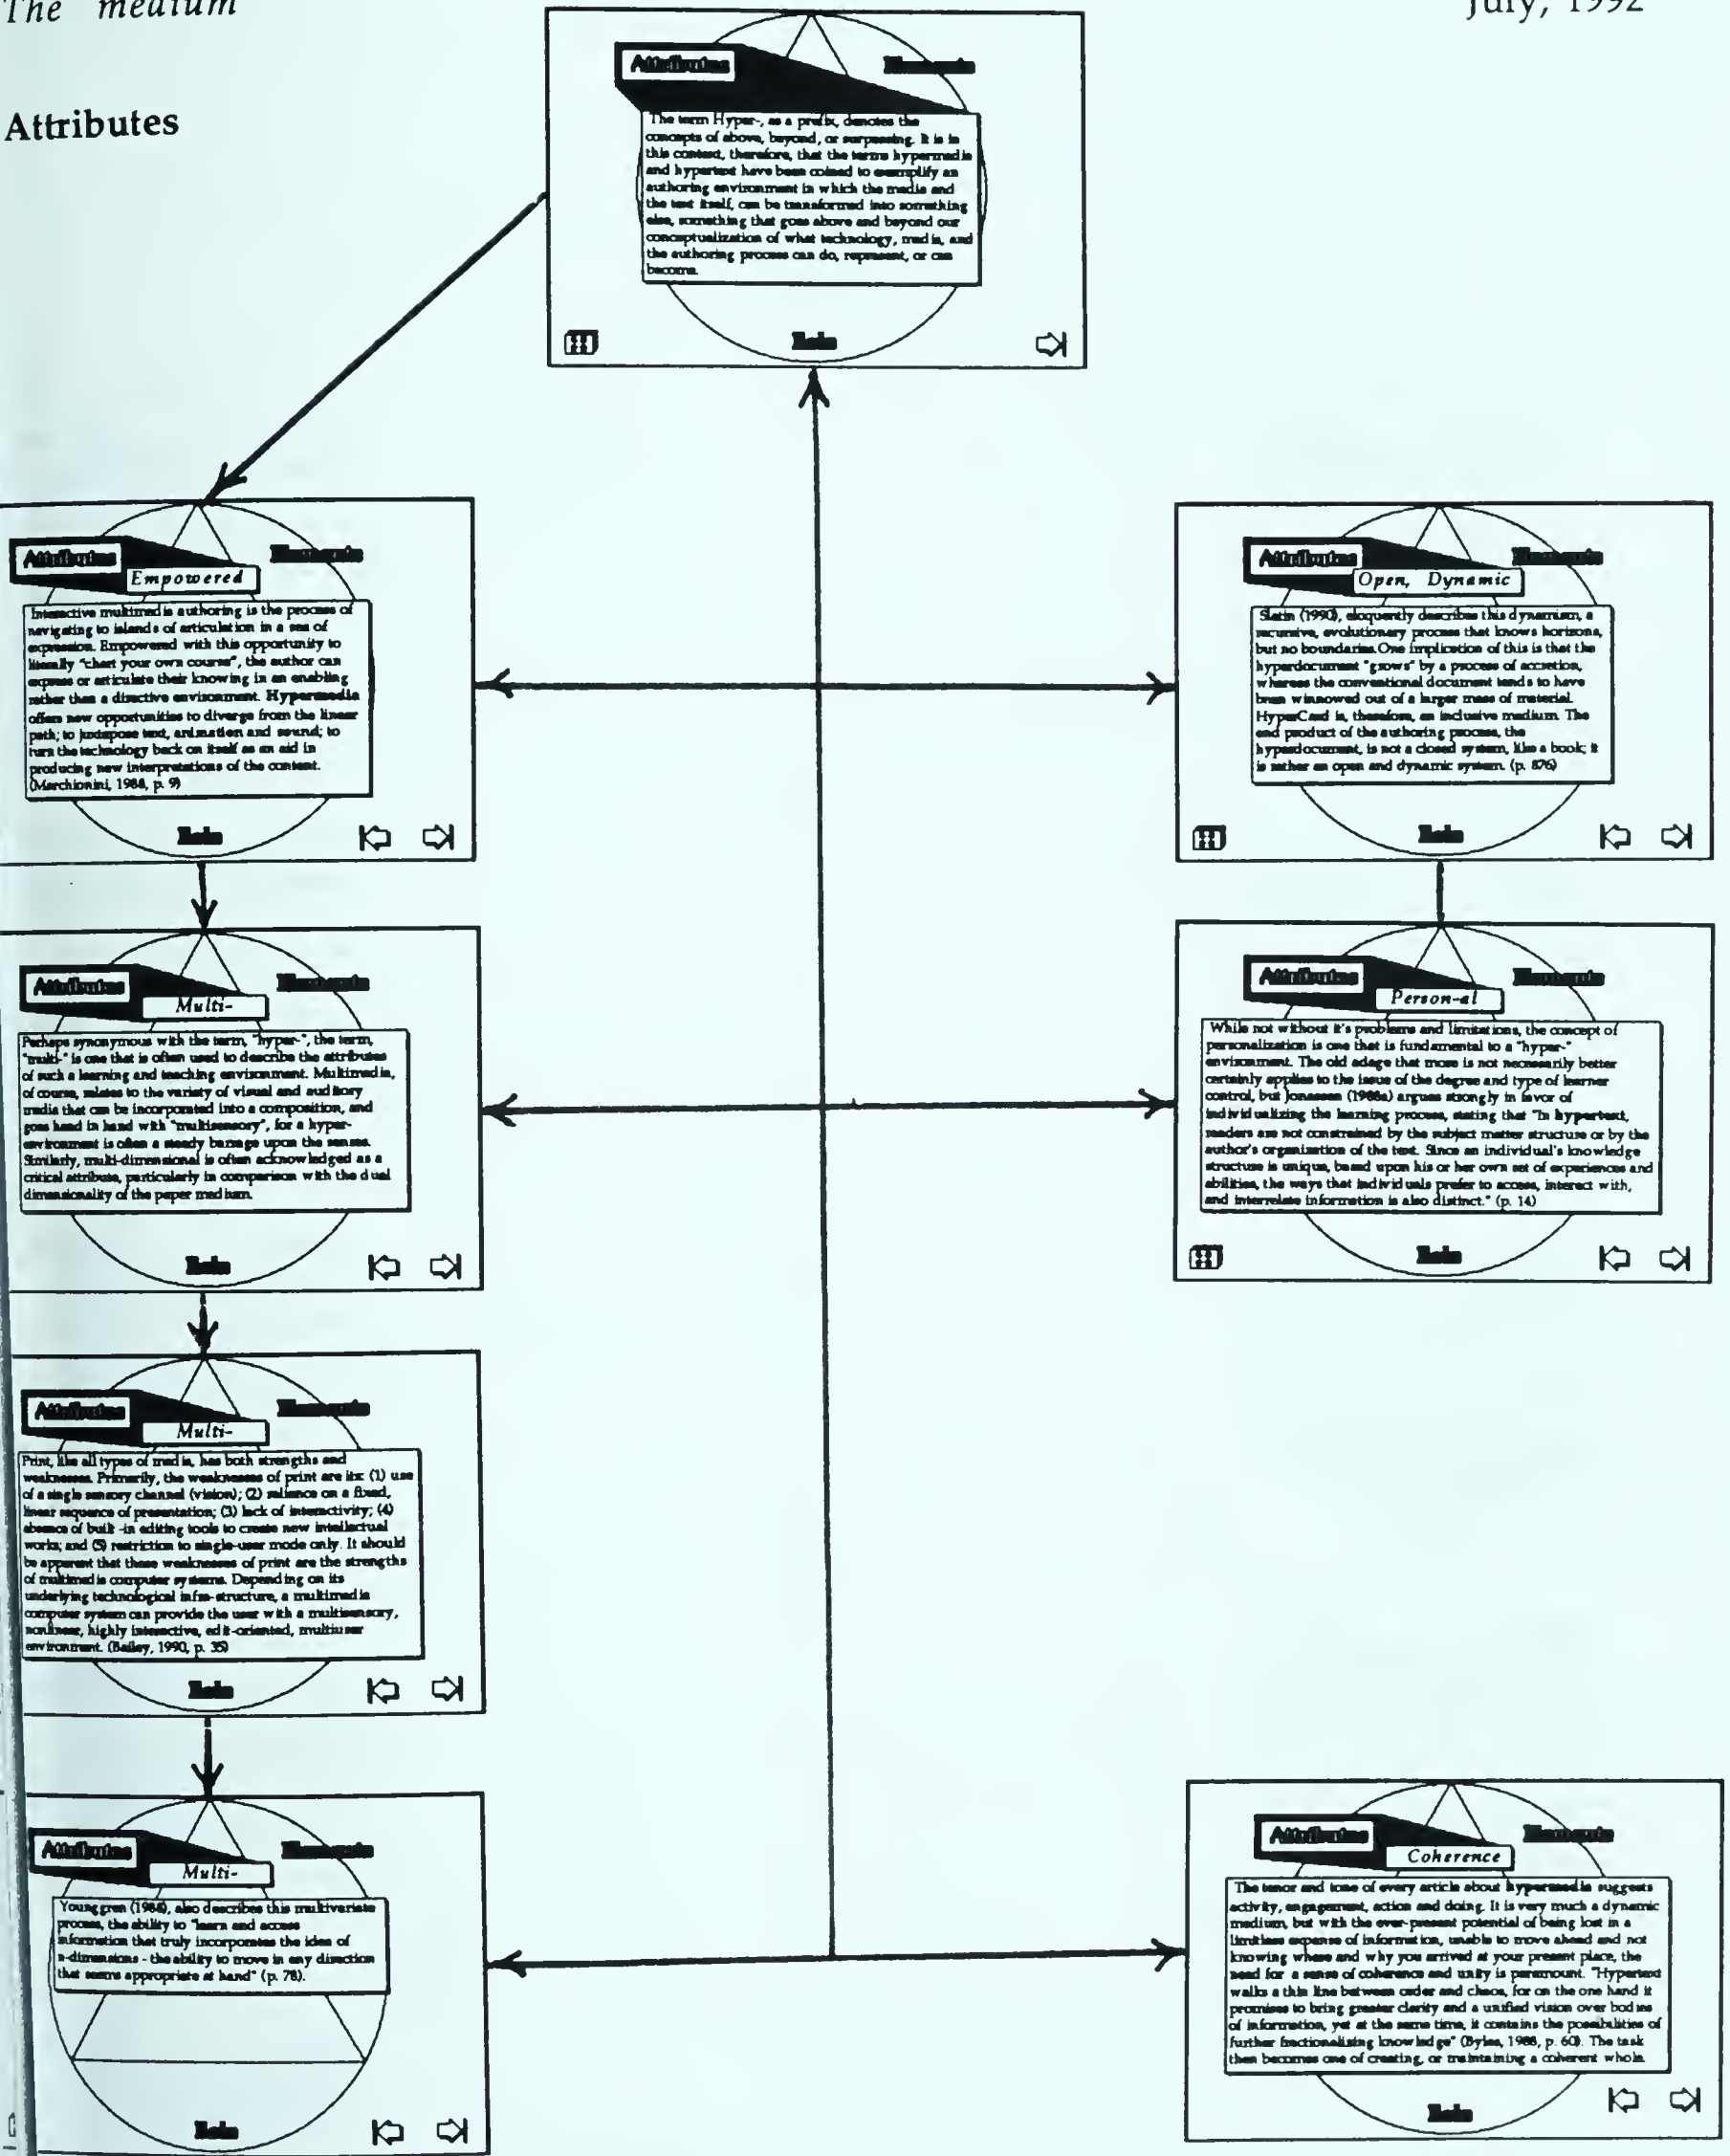 The medium
July, 1992
Attributes
Attributes
Elements
The term Hyper-, as a prefix, denotes the
concepts of above, beyond, or surpassing. It is in
this context, therefore, that the terms hypermedia
and hypertext have been coined to exemplify an
authoring environment in which the media and
the text itself, can be transformed into something
else, something that goes above and beyond our
conceptualization of what technology, media, and
the authoring process can do, represent, or can
become.
Attributes
Elements
Empowered
Interactive multimedia authoring is the process of
navigating to islands of articulation in a sea of
expression. Empowered with this opportunity to
literally "chart your own course", the author can
express or articulate their knowing in an enabling
rather than a directive environment. Hypermedia
offers new opportunities to diverge from the linear
path; to juxtapose text, animation and sound; to
turn the technology back on itself as an aid in
producing new interpretations of the content.
(Marchionini, 1988, p. 9)
Attributes
Elements
Open, Dynamic
Slatin (1990), eloquently describes this dynamism, a
recursive, evolutionary process that knows horizons,
but no boundaries.One implication of this is that the
hyperdocument "grows" by a process of accretion,
whereas the conventional document tends to have
been winnowed out of a larger mass of material.
HyperCard is, therefore, an inclusive medium. The
end product of the authoring process, the
hyperdocument, is not a closed system, like a book; it
is rather an open and dynamic system. (p. 876)
Attributes
Elements
Multi-
Perhaps synonymous with the term, "hyper-", the term,
"multi-" is one that is often used to describe the attributes
of such a learning and teaching environment. Multimedia,
of course, relates to the variety of visual and auditory
media that can be incorporated into a composition, and
goes hand in hand with "multisensory", for a hyper-
environment is often a steady barrage upon the senses.
Similarly, multi-dimensional is often acknowledged as a
critical attribute, particularly in comparison with the dual
dimensionality of the paper medium.
Attributes
Elements
Person-al
While not without it's problems and limitations, the concept of
personalization is one that is fundamental to a "hyper-"
environment. The old adage that more is not necessarily better
certainly applies to the issue of the degree and type of learner
control, but Jonassen (1988a) argues strongly in favor of
individualizing the learning process, stating that "In hypertext,
readers are not constrained by the subject matter structure or by the
author's organization of the text. Since an individual's knowledge
structure is unique, based upon his or her own set of experiences and
abilities, the ways that individuals prefer to access, interact with,
and interrelate information is also distinct." (p. 14)
Attributes
Elements
Multi-
Print, like all types of media, has both strengths and
weaknesses. Primarily, the weaknesses of print are its: (1) use
of a single sensory channel (vision); (2) reliance on a fixed,
linear sequence of presentation; (3) lack of interactivity; (4)
absence of built -in editing tools to create new intellectual
works; and (5) restriction to single-user mode only. It should
be apparent that these weaknesses of print are the strengths
of multimedia computer systems. Depending on its
underlying technological infra-structure, a multimedia
computer system can provide the user with a multisensory,
nonlinear, highly interactive, edit-oriented, multiuser
environment. (Bailey, 1990, p. 35)
Attributes
Elements
Multi-
Younggren (1988), also describes this multivariate
process, the ability to "learn and access
information that truly incorporates the idea of
n-dimensions - the ability to move in any direction
that seems appropriate at hand" (p. 78).
Attributes
Elements
Coherence
The tenor and tone of every article about hypermedia suggests
activity, engagement, action and doing. It is very much a dynamic
medium, but with the ever-present potential of being lost in a
limitless expanse of information, unable to move ahead and not
knowing where and why you arrived at your present place, the
need for a sense of coherence and unity is paramount. "Hypertext
walks a thin line between order and chaos, for on the one hand it
promises to bring greater clarity and a unified vision over bodies
of information, yet at the same time, it contains the possibilities of
further fractionalizing knowledge" (Byles, 1988, p. 60). The task
then becomes one of creating, or maintaining a coherent whole.